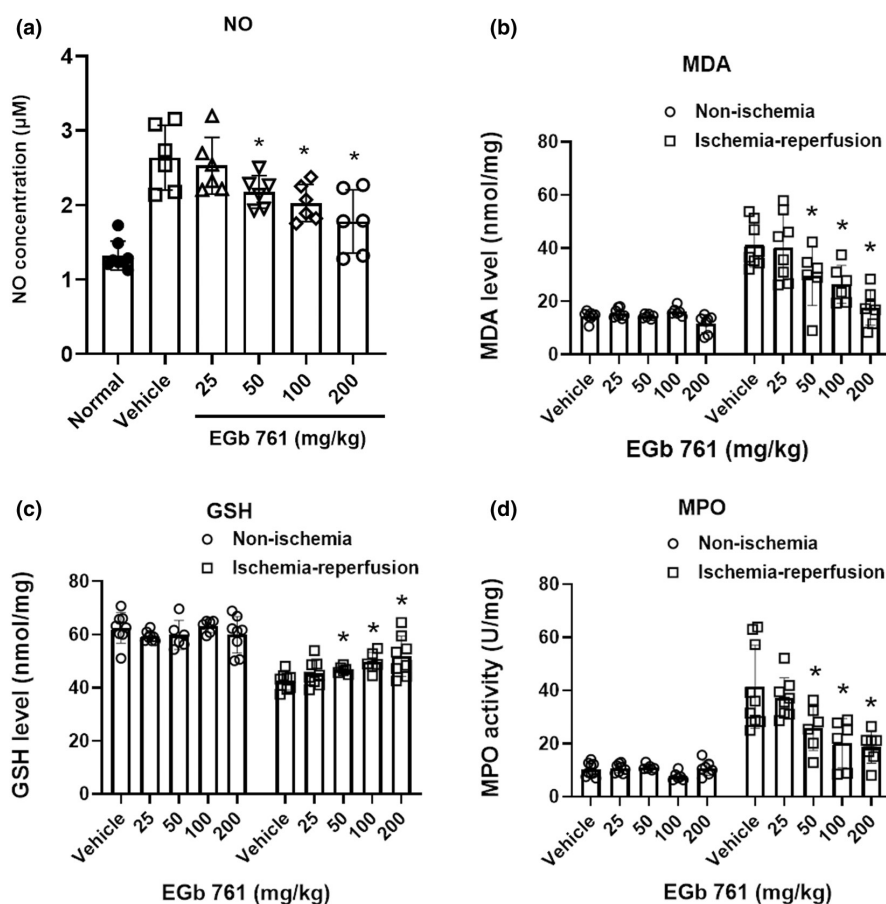 (a)
NO
NO concentration (µM)
4
3
2
1
0
* * *
Normal Vehicle 25 50 100 200
EGb 761 (mg/kg)
(b)
MDA
Non-ischemia
Ischemia-reperfusion
MDA level (nmol/mg)
80
60
40
20
0
* * *
Vehicle 25 50 100 200 Vehicle 25 50 100 200
EGb 761 (mg/kg)
(c)
GSH
Non-ischemia
Ischemia-reperfusion
GSH level (nmol/mg)
80
60
40
20
0
* * *
Vehicle 25 50 100 200 Vehicle 25 50 100 200
EGb 761 (mg/kg)
(d)
MPO
Non-ischemia
Ischemia-reperfusion
MPO activity (U/mg)
80
60
40
20
0
* * *
Vehicle 25 50 100 200 Vehicle 25 50 100 200
EGb 761 (mg/kg)